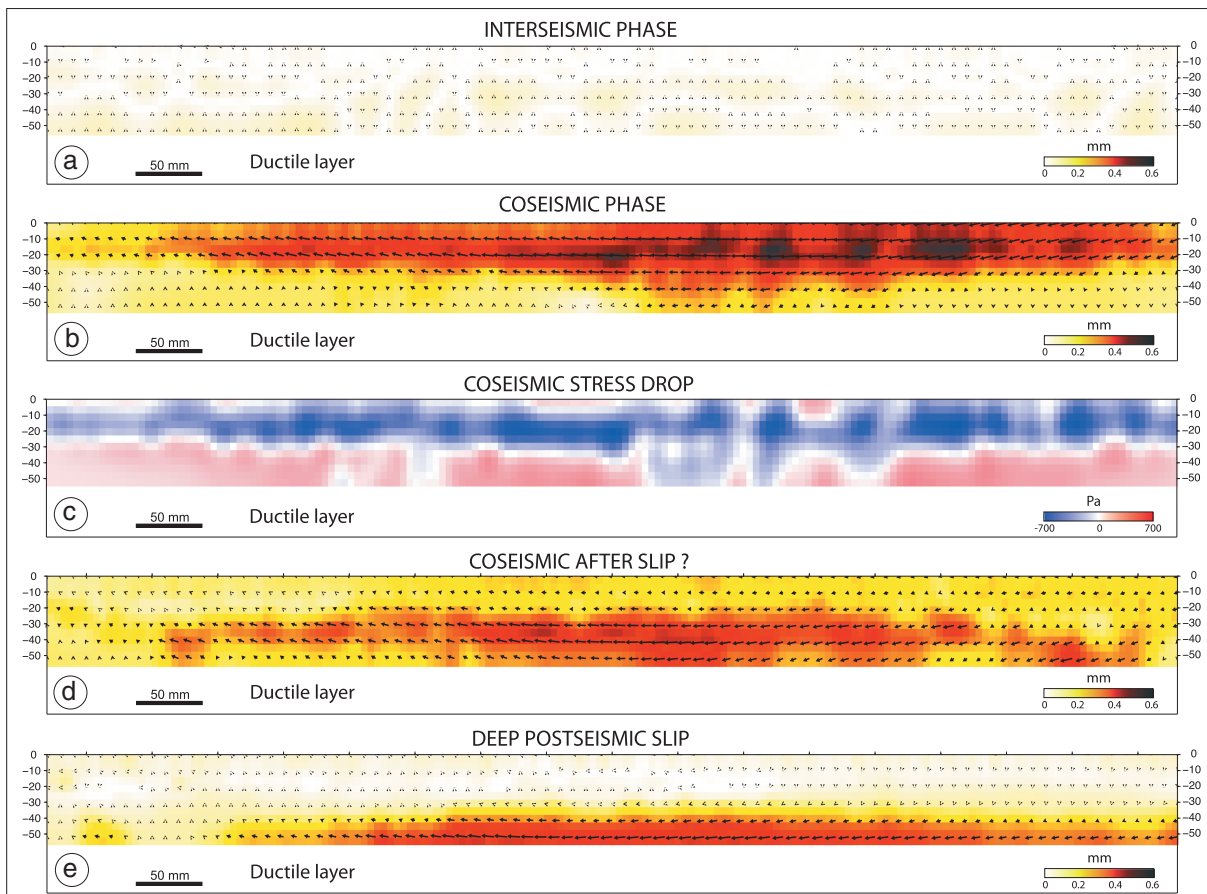 INTERSEISMIC PHASE
0
-10
-20
-30
-40
-50
0
-10
-20
-30
-40
-50
a
50 mm
Ductile layer
mm
0 0.2 0.4 0.6
COSEISMIC PHASE
0
-10
-20
-30
-40
-50
0
-10
-20
-30
-40
-50
b
50 mm
Ductile layer
mm
0 0.2 0.4 0.6
COSEISMIC STRESS DROP
0
-10
-20
-30
-40
-50
0
-10
-20
-30
-40
-50
c
50 mm
Ductile layer
Pa
-700 0 700
COSEISMIC AFTER SLIP ?
0
-10
-20
-30
-40
-50
0
-10
-20
-30
-40
-50
d
50 mm
Ductile layer
mm
0 0.2 0.4 0.6
DEEP POSTSEISMIC SLIP
0
-10
-20
-30
-40
-50
0
-10
-20
-30
-40
-50
e
50 mm
Ductile layer
mm
0 0.2 0.4 0.6